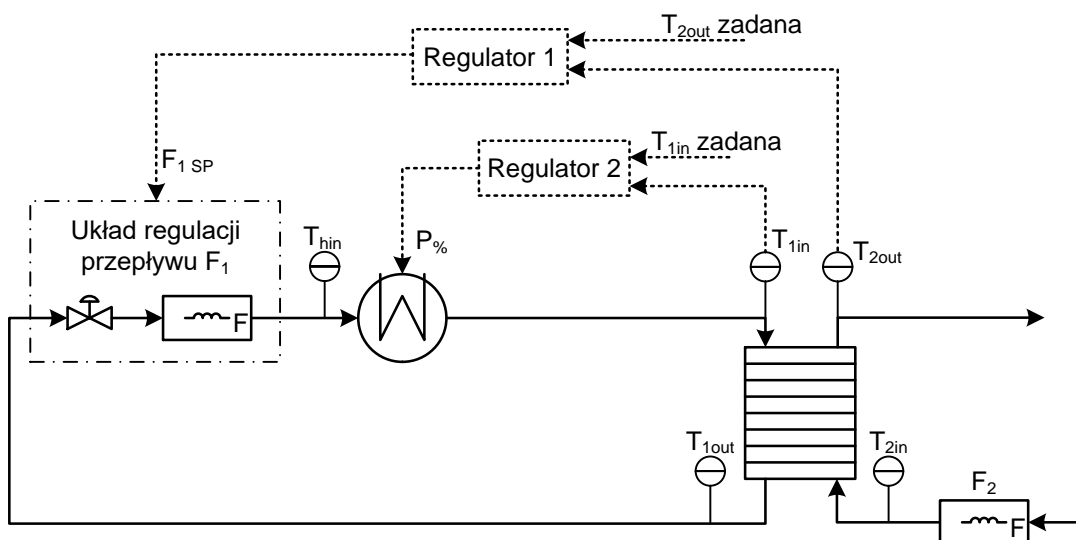 T2out zadana
Regulator 1
T1in zadana
Regulator 2
F1 SP
Układ regulacji
przepływu F1
Thin
P%
T1in
T2out
F
T1out
T2in
F2
F